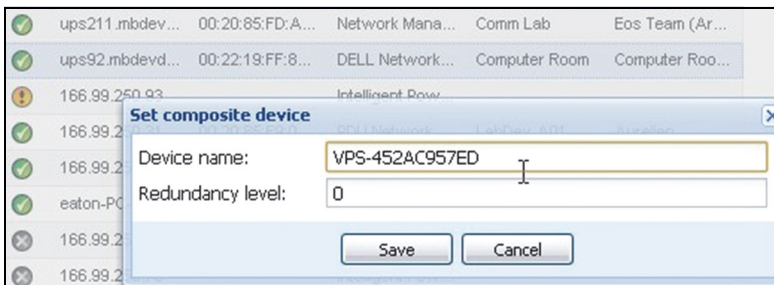 ups211.mbdev... 00:20:85:FD:A... Network Mana... Comm Lab Eos Team (Ar...
ups92.mbdevd... 00:22:19:FF:8... DELL Network... Computer Room Computer Roo...
166.99.250.93 Intelligent Pow...
Set composite device
166.99.2
Device name: VPS-452AC957ED
166.99.2
Redundancy level: 0
eaton-PC
166.99.2
Save Cancel
166.99.2